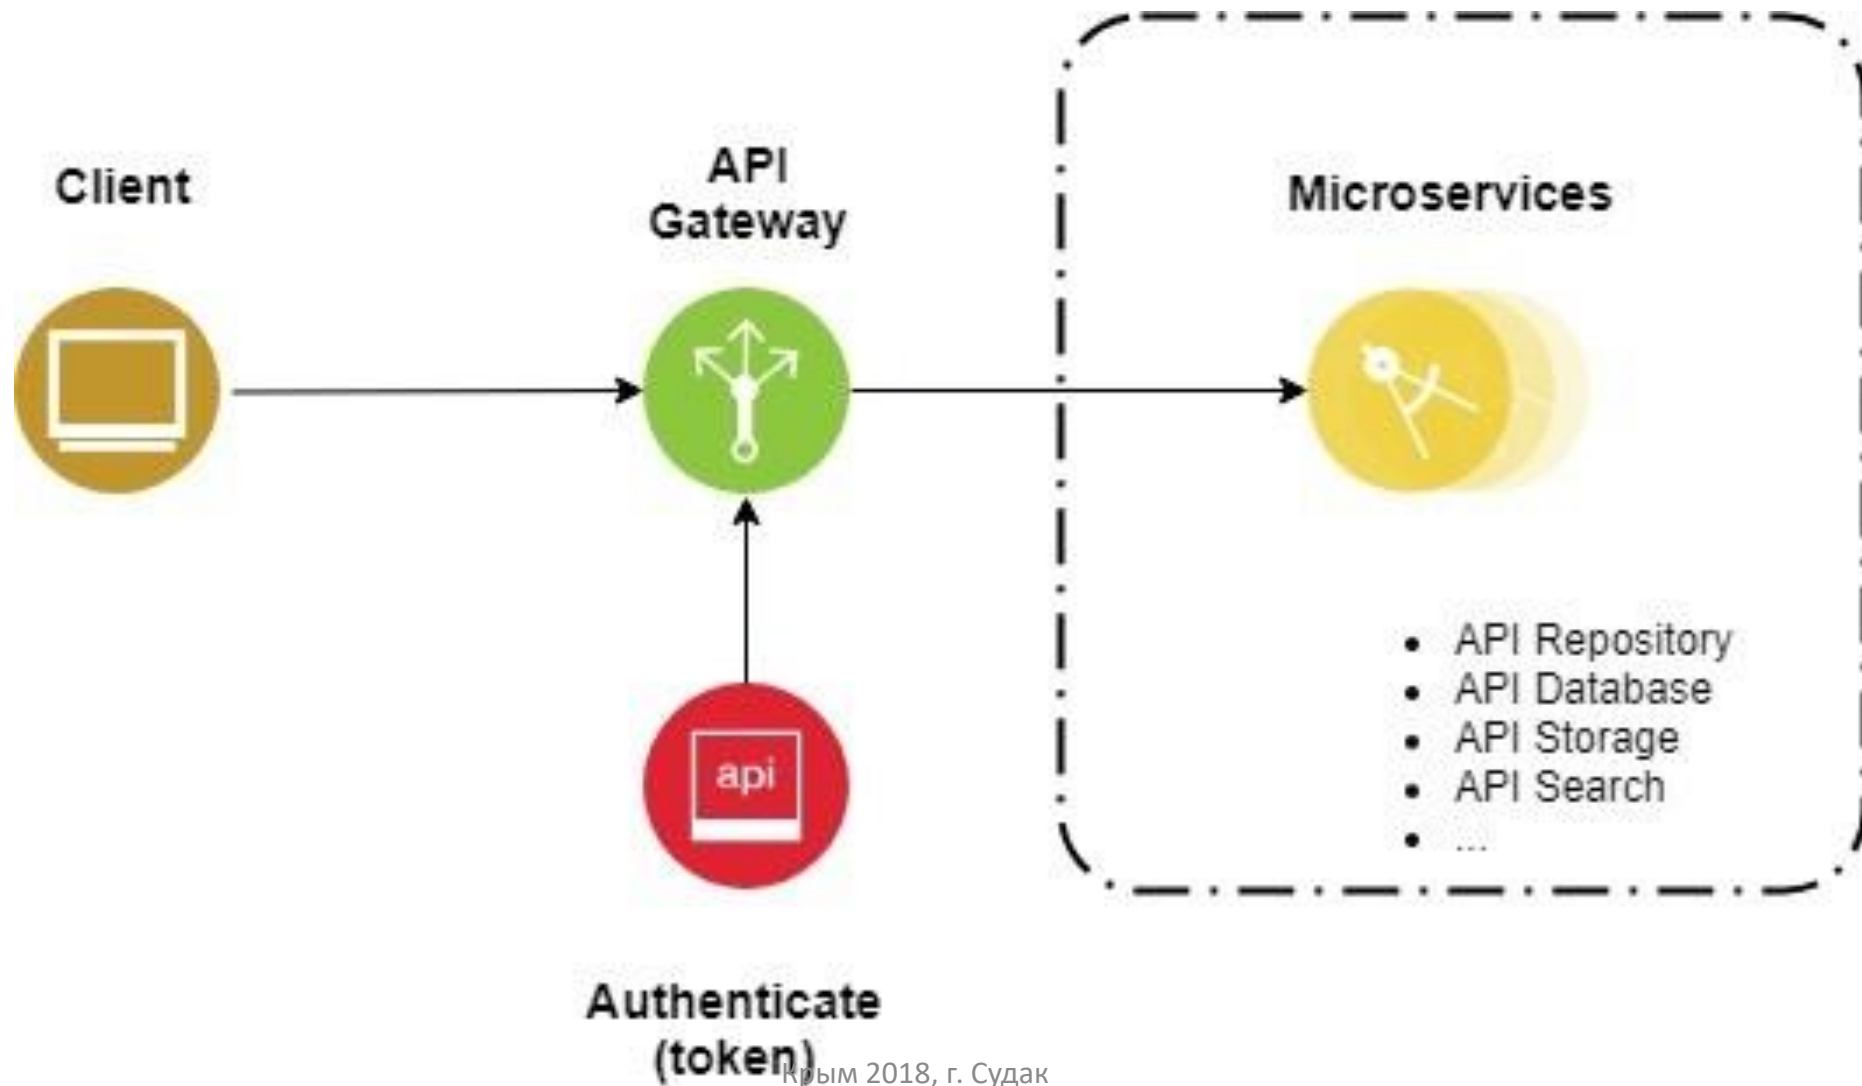 Client
API
Gateway
Microservices
api
API Repository
API Database
API Storage
API Search
...
Authenticate
(token)
Крым 2018, г. Судак